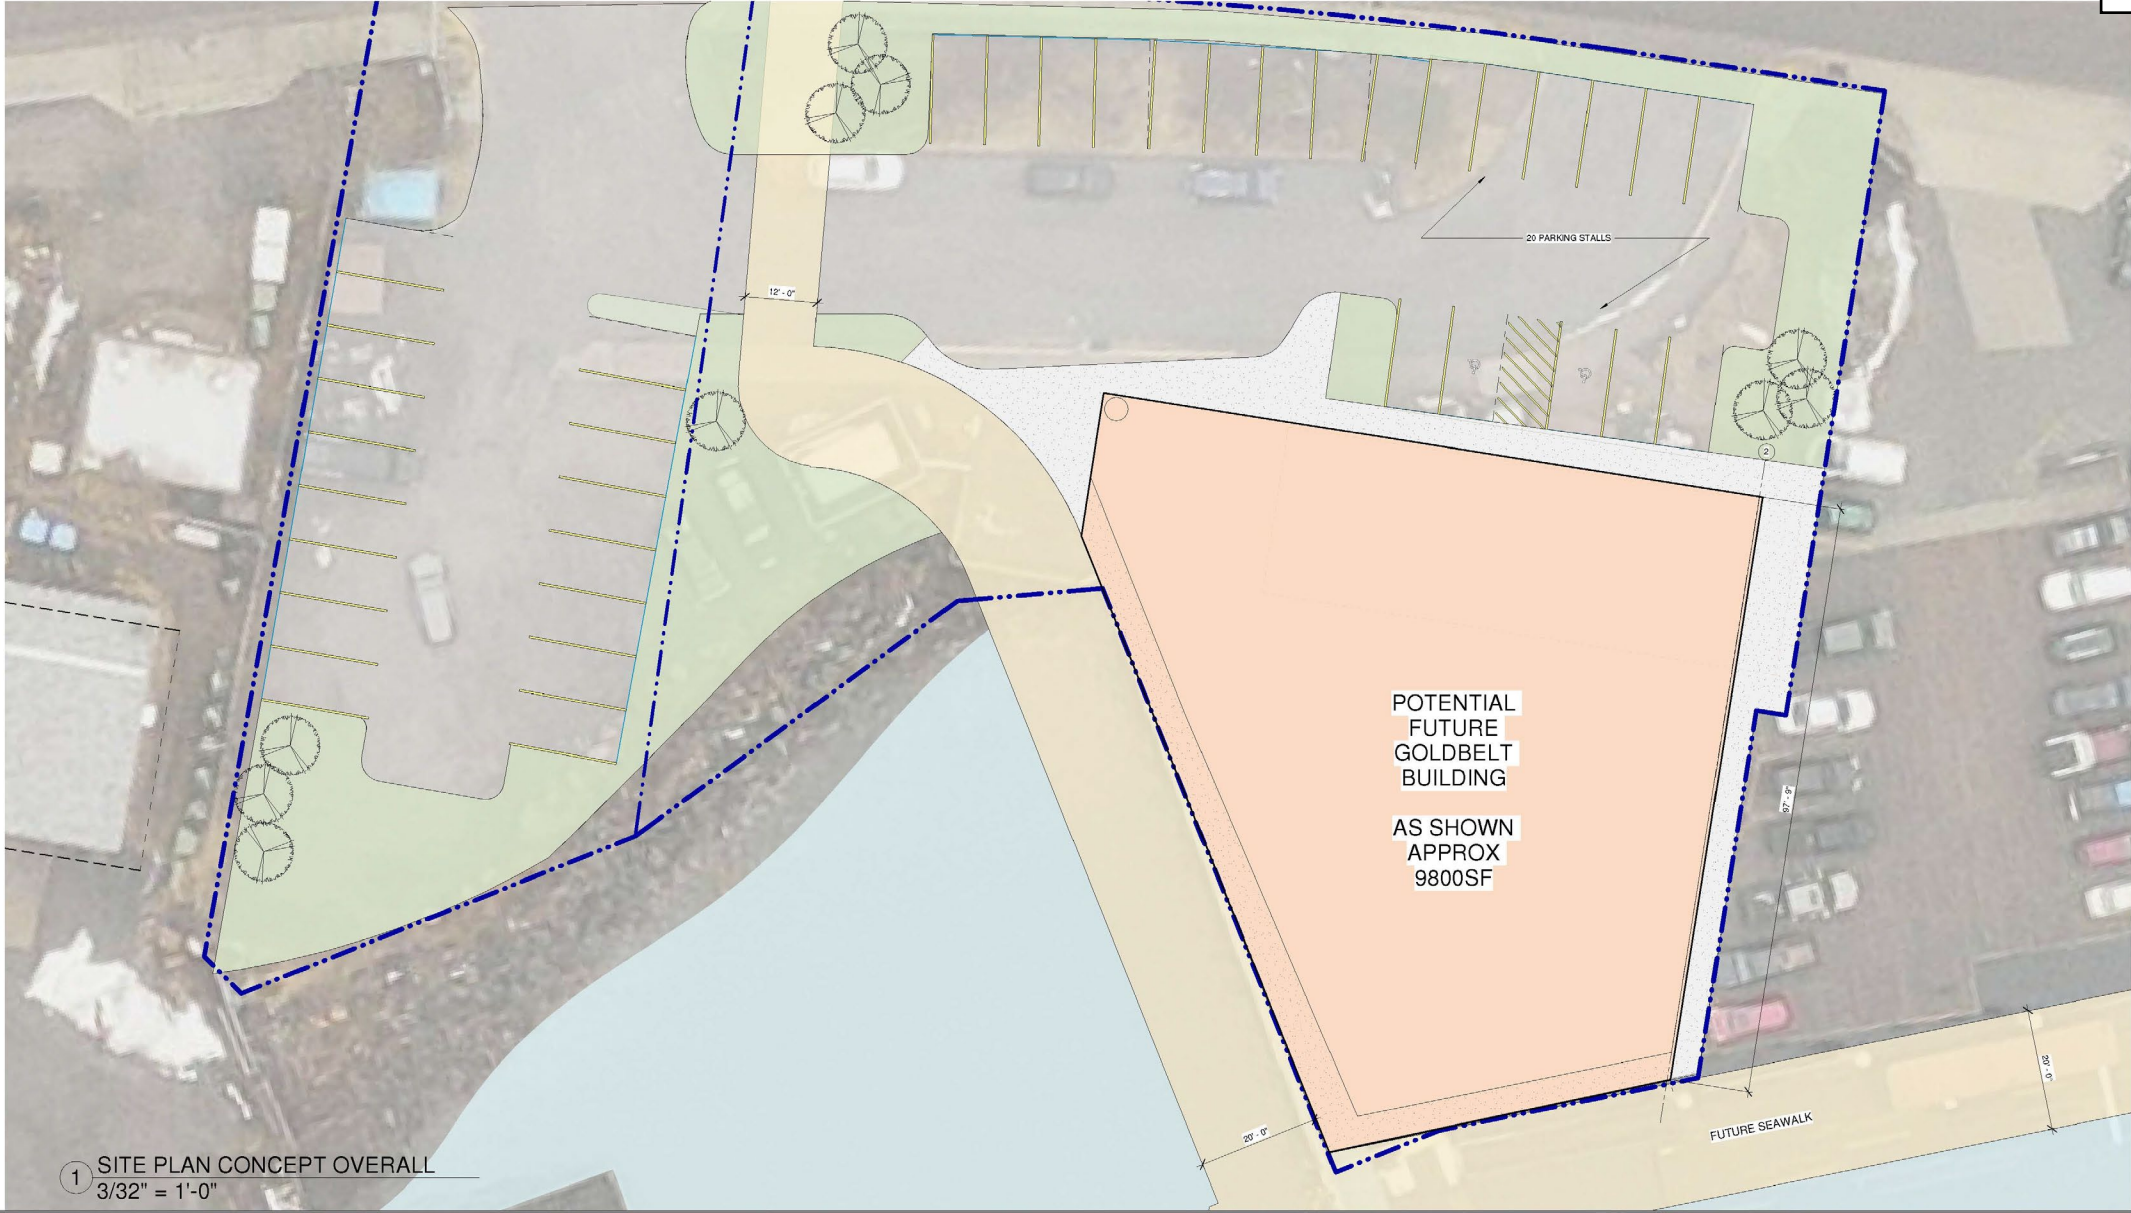 20 PARKING STALLS
12' - 0"
2
POTENTIAL
FUTURE
GOLDBELT
BUILDING
AS SHOWN
APPROX
9800SF
97' - 9"
20' - 0"
20' - 0"
FUTURE SEAWALK
1
SITE PLAN CONCEPT OVERALL
3/32" = 1'-0"